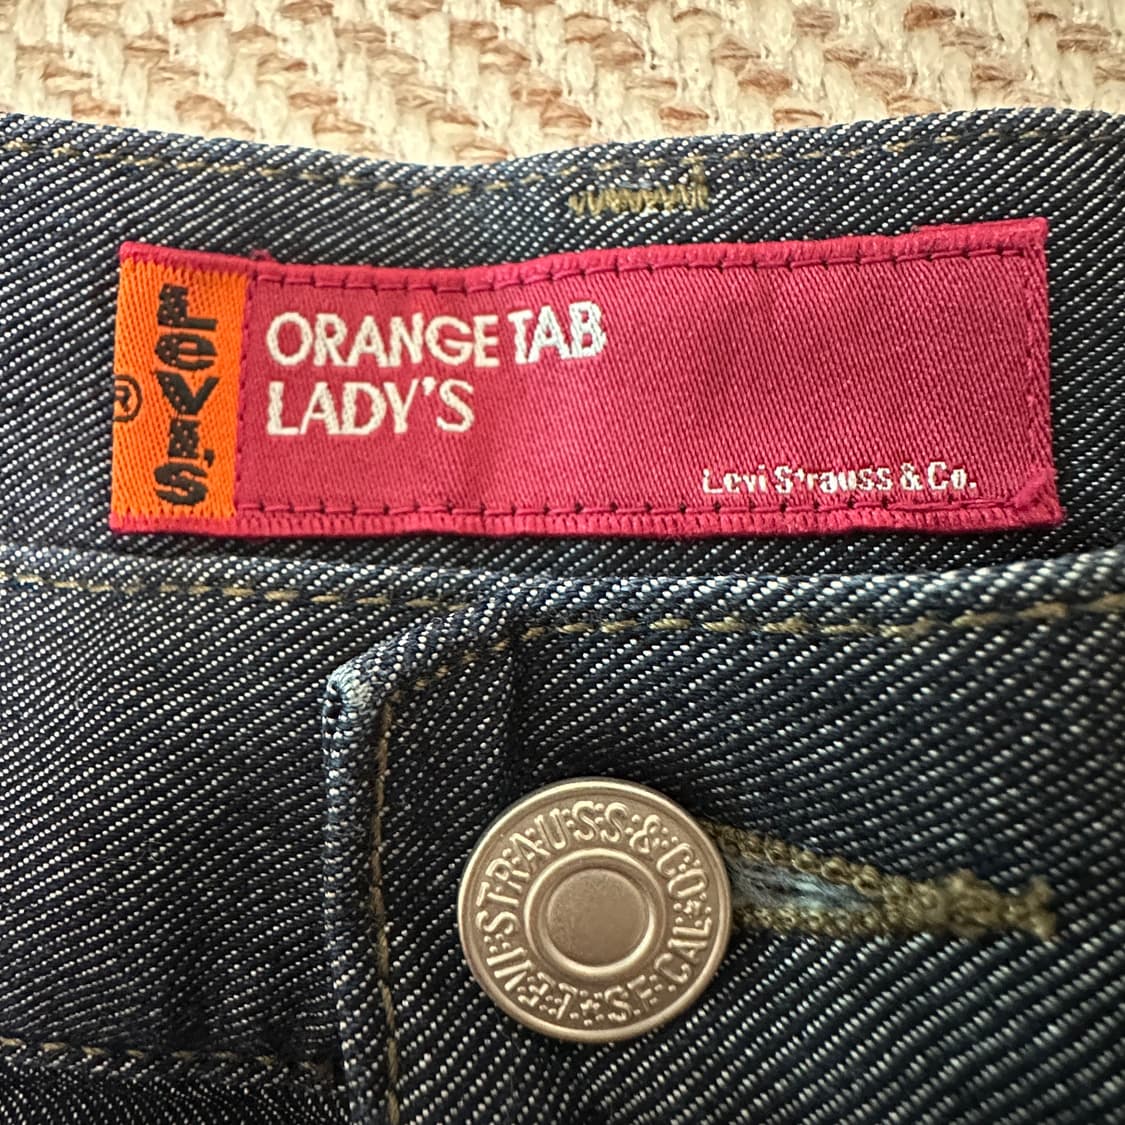 LEVI'S
®
ORANGE TAB
LADY'S
Levi Strauss & Co.
LEVI STRAUSS & CO. S.F. CAL.